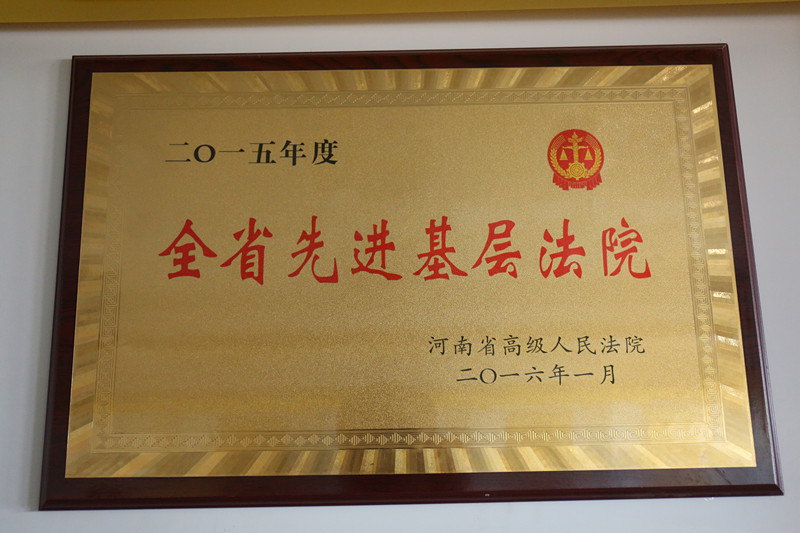 二〇一五年度
全省先进基层法院
河南省高级人民法院
二〇一六年一月